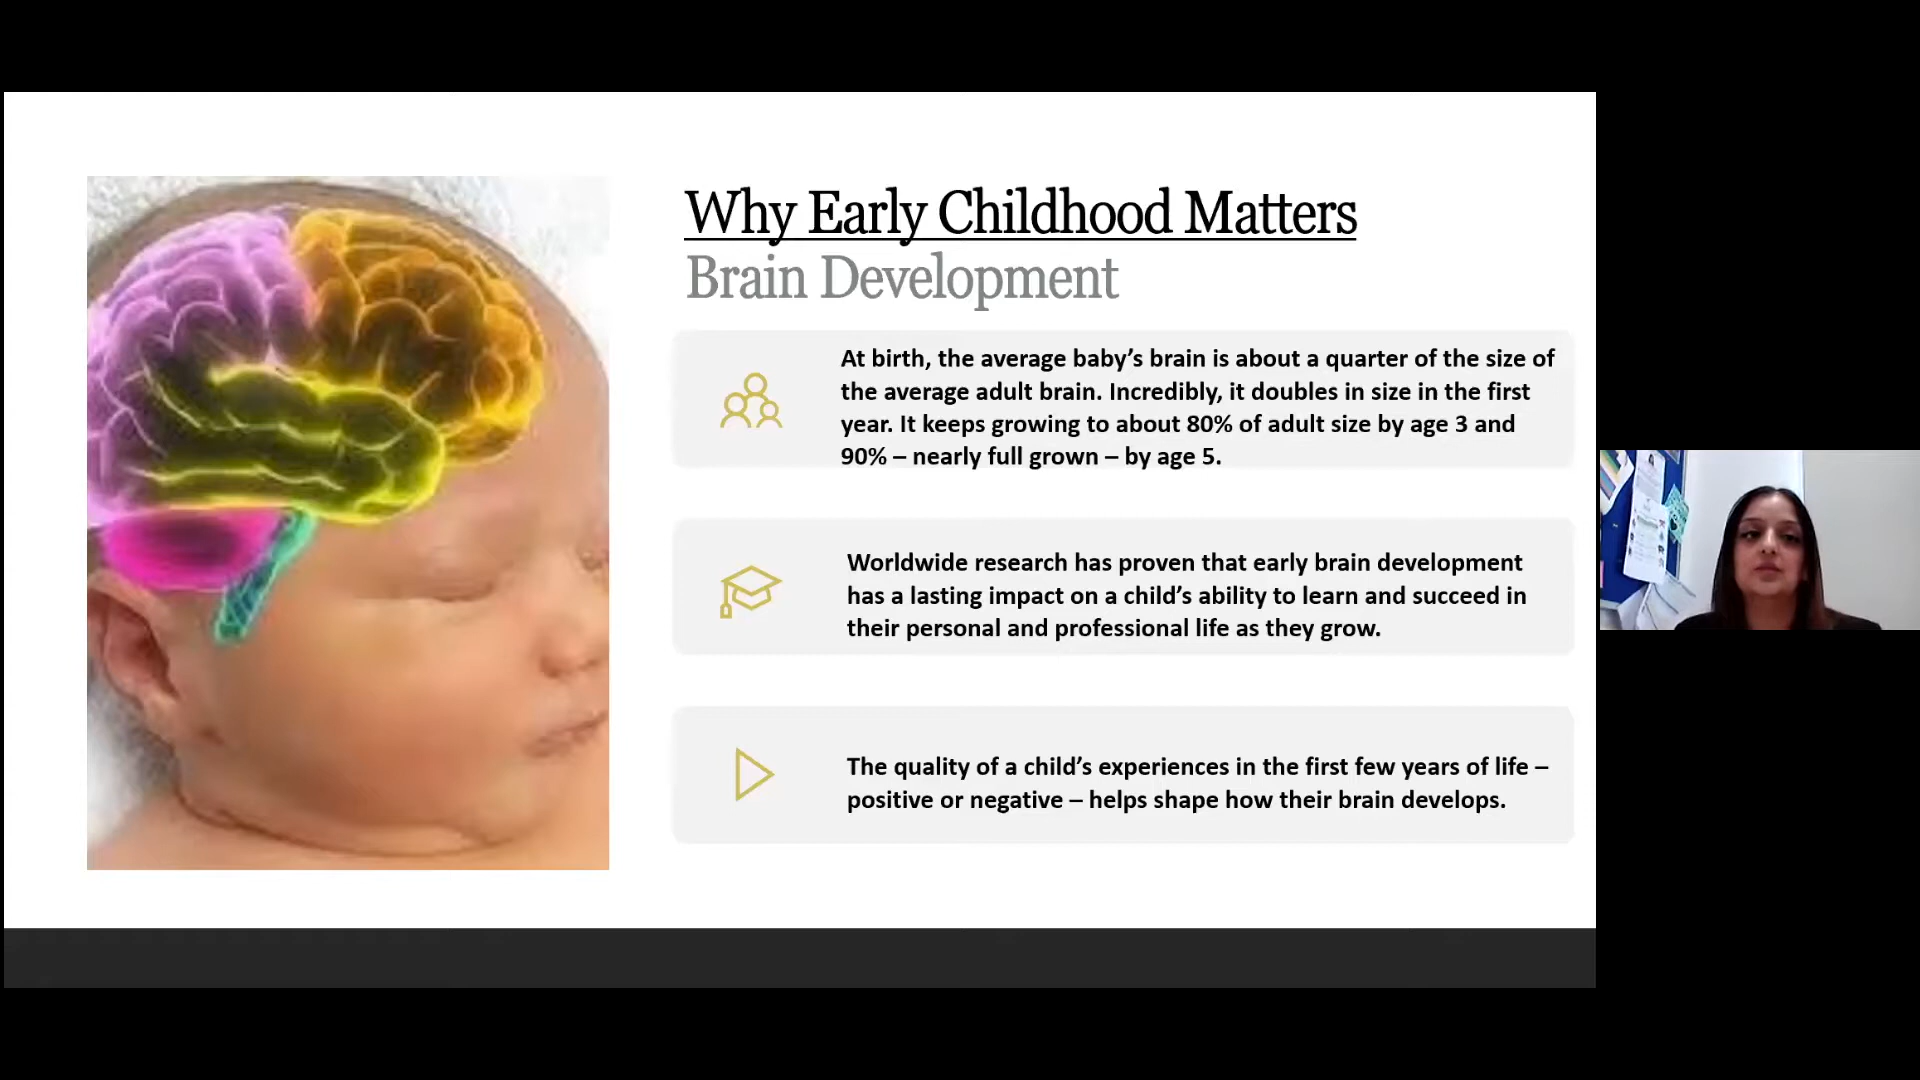 Why Early Childhood Matters
Brain Development
At birth, the average baby’s brain is about a quarter of the size of
the average adult brain. Incredibly, it doubles in size in the first
year. It keeps growing to about 80% of adult size by age 3 and
90% – nearly full grown – by age 5.
Worldwide research has proven that early brain development
has a lasting impact on a child’s ability to learn and succeed in
their personal and professional life as they grow.
The quality of a child’s experiences in the first few years of life –
positive or negative – helps shape how their brain develops.